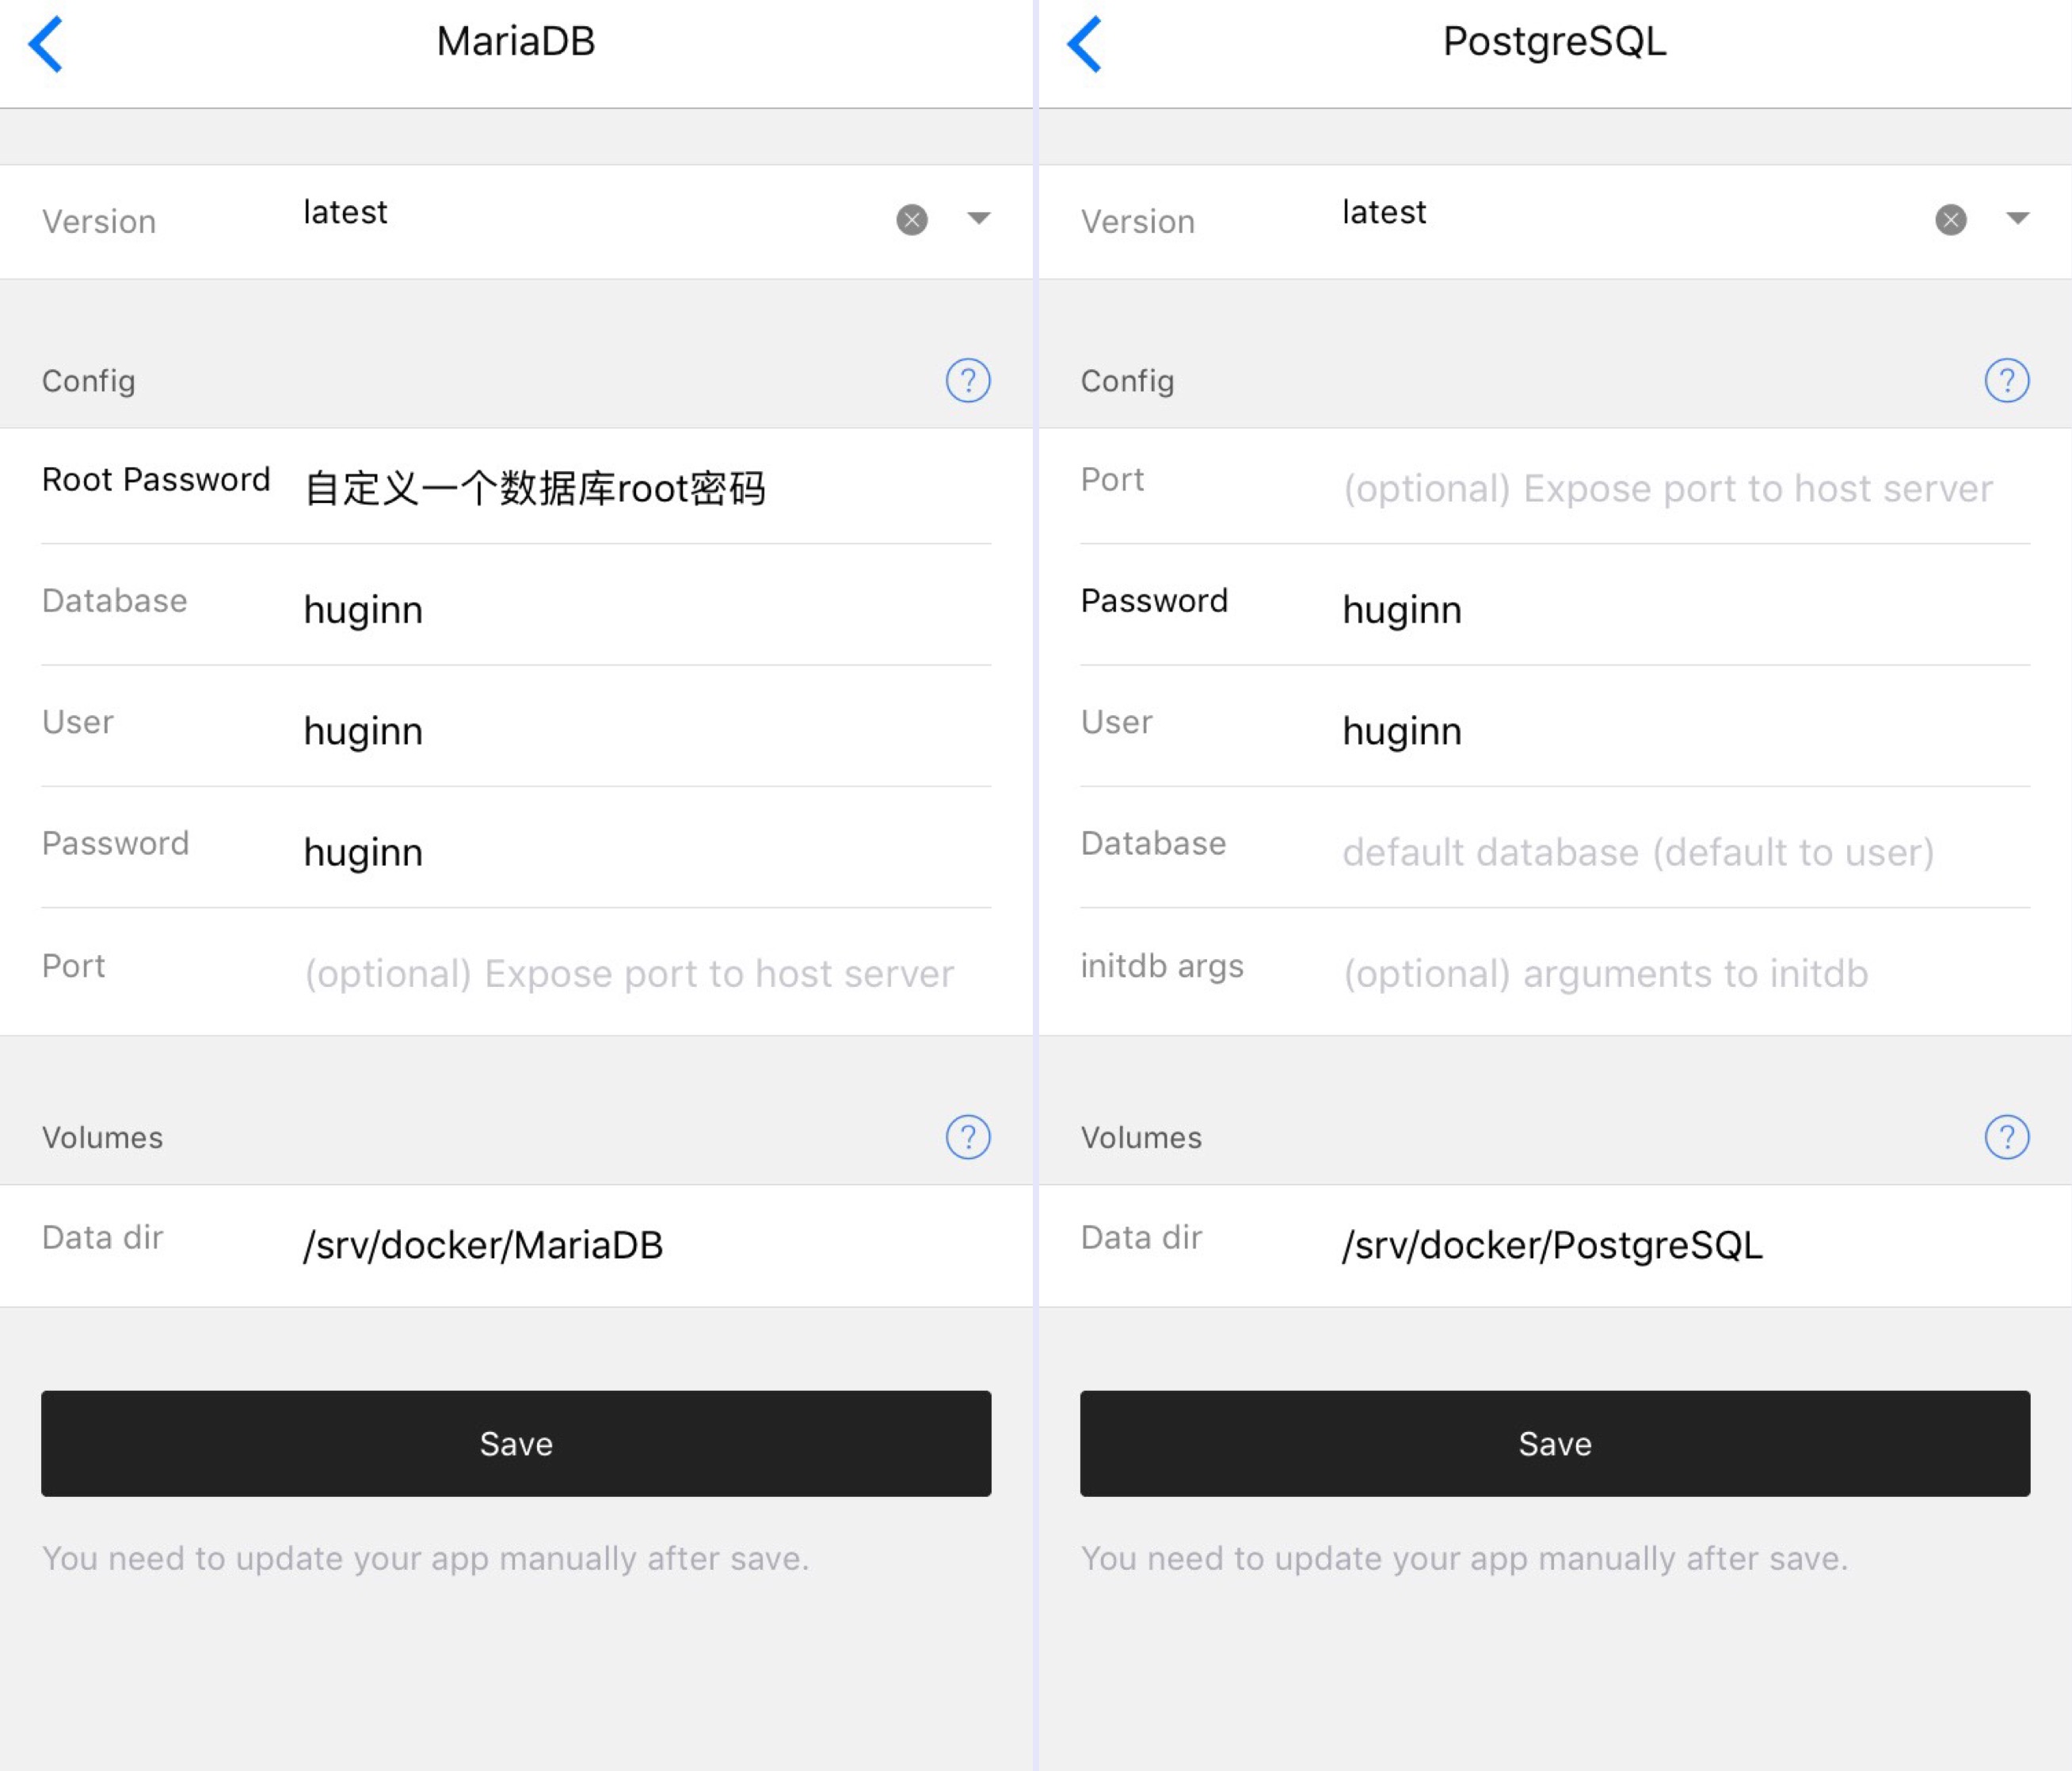 MariaDB
Version latest
Config ?
Root Password 自定义一个数据库root密码
Database huginn
User huginn
Password huginn
Port (optional) Expose port to host server
Volumes ?
Data dir /srv/docker/MariaDB
Save
You need to update your app manually after save.
PostgreSQL
Version latest
Config ?
Port (optional) Expose port to host server
Password huginn
User huginn
Database default database (default to user)
initdb args (optional) arguments to initdb
Volumes ?
Data dir /srv/docker/PostgreSQL
Save
You need to update your app manually after save.